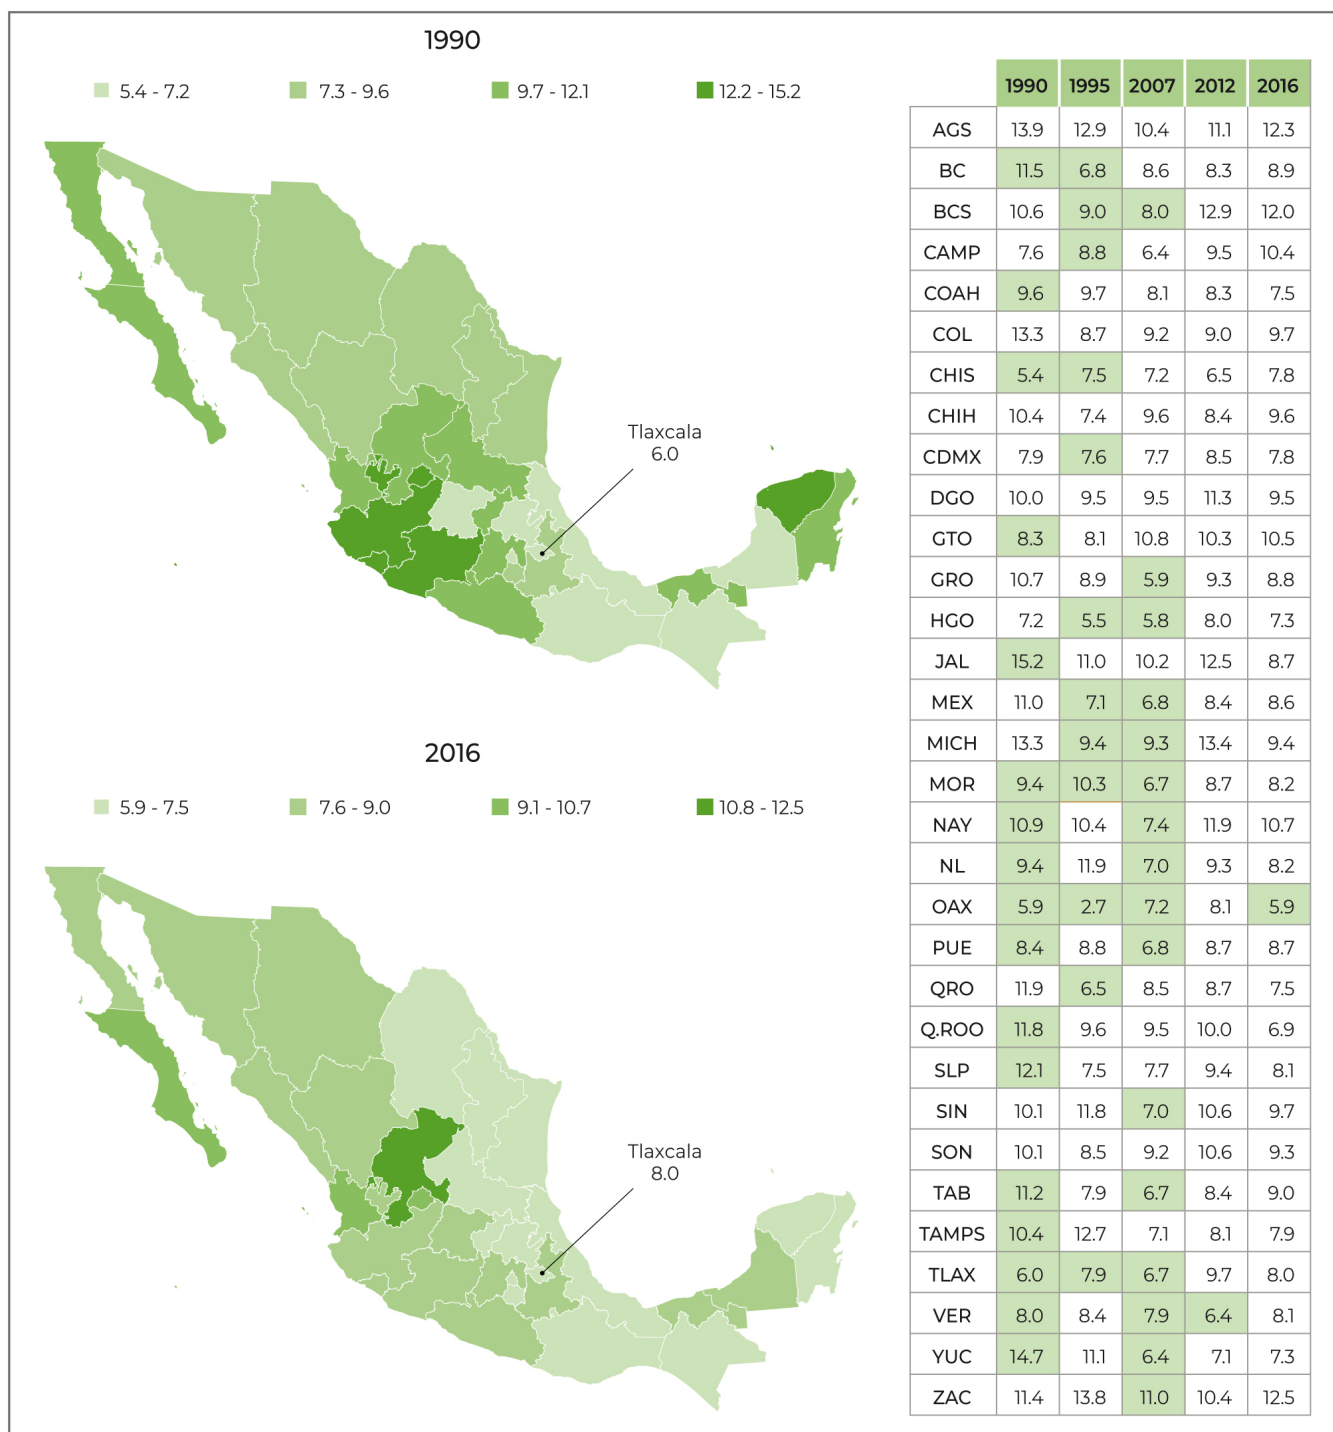 1990
5.4 - 7.2 7.3 - 9.6 9.7 - 12.1 12.2 - 15.2
Tlaxcala
6.0
2016
5.9 - 7.5 7.6 - 9.0 9.1 - 10.7 10.8 - 12.5
Tlaxcala
8.0
1990 1995 2007 2012 2016
AGS 13.9 12.9 10.4 11.1 12.3
BC 11.5 6.8 8.6 8.3 8.9
BCS 10.6 9.0 8.0 12.9 12.0
CAMP 7.6 8.8 6.4 9.5 10.4
COAH 9.6 9.7 8.1 8.3 7.5
COL 13.3 8.7 9.2 9.0 9.7
CHIS 5.4 7.5 7.2 6.5 7.8
CHIH 10.4 7.4 9.6 8.4 9.6
CDMX 7.9 7.6 7.7 8.5 7.8
DGO 10.0 9.5 9.5 11.3 9.5
GTO 8.3 8.1 10.8 10.3 10.5
GRO 10.7 8.9 5.9 9.3 8.8
HGO 7.2 5.5 5.8 8.0 7.3
JAL 15.2 11.0 10.2 12.5 8.7
MEX 11.0 7.1 6.8 8.4 8.6
MICH 13.3 9.4 9.3 13.4 9.4
MOR 9.4 10.3 6.7 8.7 8.2
NAY 10.9 10.4 7.4 11.9 10.7
NL 9.4 11.9 7.0 9.3 8.2
OAX 5.9 2.7 7.2 8.1 5.9
PUE 8.4 8.8 6.8 8.7 8.7
QRO 11.9 6.5 8.5 8.7 7.5
Q.ROO 11.8 9.6 9.5 10.0 6.9
SLP 12.1 7.5 7.7 9.4 8.1
SIN 10.1 11.8 7.0 10.6 9.7
SON 10.1 8.5 9.2 10.6 9.3
TAB 11.2 7.9 6.7 8.4 9.0
TAMPS 10.4 12.7 7.1 8.1 7.9
TLAX 6.0 7.9 6.7 9.7 8.0
VER 8.0 8.4 7.9 6.4 8.1
YUC 14.7 11.1 6.4 7.1 7.3
ZAC 11.4 13.8 11.0 10.4 12.5